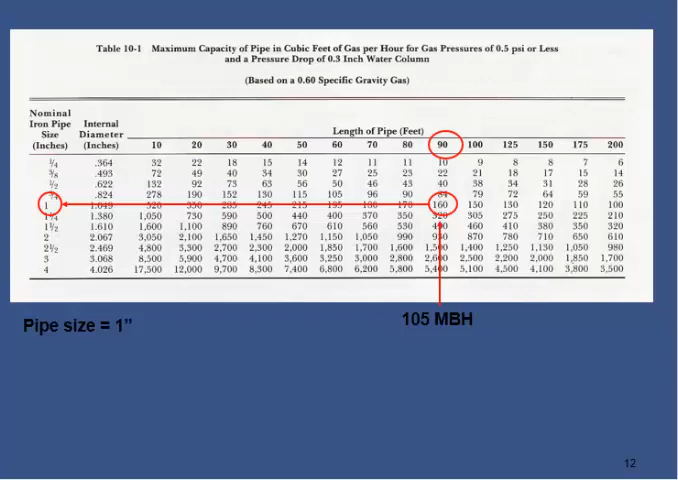 Table 10-1 Maximum Capacity of Pipe in Cubic Feet of Gas per Hour for Gas Pressures of 0.5 psi or Less
and a Pressure Drop of 0.3 Inch Water Column
(Based on a 0.60 Specific Gravity Gas)
Nominal
Iron Pipe Internal
Size Diameter Length of Pipe (Feet)
(Inches) (Inches) 10 20 30 40 50 60 70 80 90 100 125 150 175 200
1/4 .364 32 22 18 15 14 12 11 11 10 9 8 8 7 6
3/8 .493 72 49 40 34 30 27 25 23 22 21 18 17 15 14
1/2 .622 132 92 73 63 56 50 46 43 40 38 34 31 28 26
3/4 .824 278 190 152 130 115 105 96 90 84 79 72 64 59 55
1 1.049 520 350 285 245 215 195 180 170 160 150 130 120 110 100
1 1/4 1.380 1,050 730 590 500 440 400 370 350 320 305 275 250 225 210
1 1/2 1.610 1,600 1,100 890 760 670 610 560 530 490 460 410 380 350 320
2 2.067 3,050 2,100 1,650 1,450 1,270 1,150 1,050 990 930 870 780 710 650 610
2 1/2 2.469 4,800 3,300 2,700 2,300 2,000 1,850 1,700 1,600 1,500 1,400 1,250 1,130 1,050 980
3 3.068 8,500 5,900 4,700 4,100 3,600 3,250 3,000 2,800 2,600 2,500 2,200 2,000 1,850 1,700
4 4.026 17,500 12,000 9,700 8,300 7,400 6,800 6,200 5,800 5,400 5,100 4,500 4,100 3,800 3,500
Pipe size = 1”
105 MBH
12